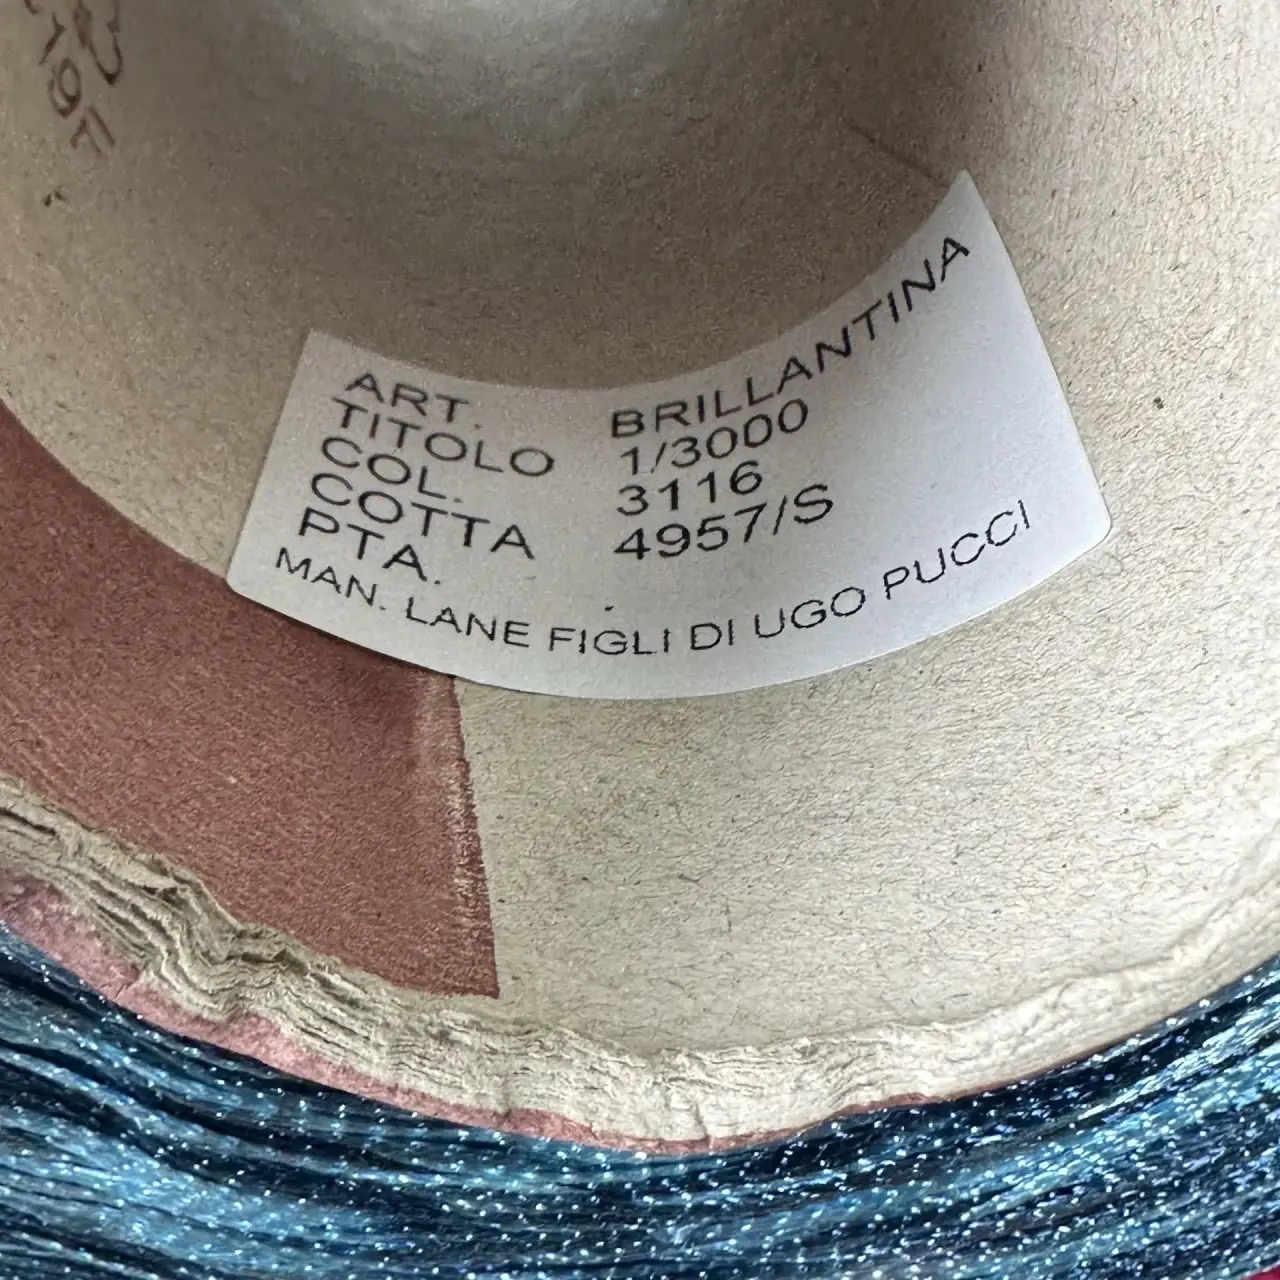 ART. BRILLANTINA
TITOLO 1/3000
COL. 3116
COTTA 4957/S
PTA. .
MAN. LANE FIGLI DI UGO PUCCI